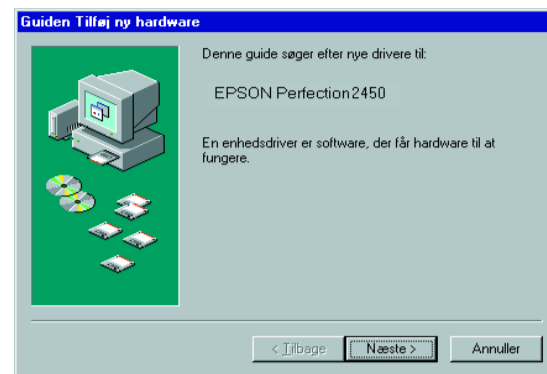 Guiden Tilføj ny hardware
Denne guide søger efter nye drivere til:
EPSON Perfection2450
En enhedsdriver er software, der får hardware til at
fungere.
< Tilbage
Næste >
Annuller